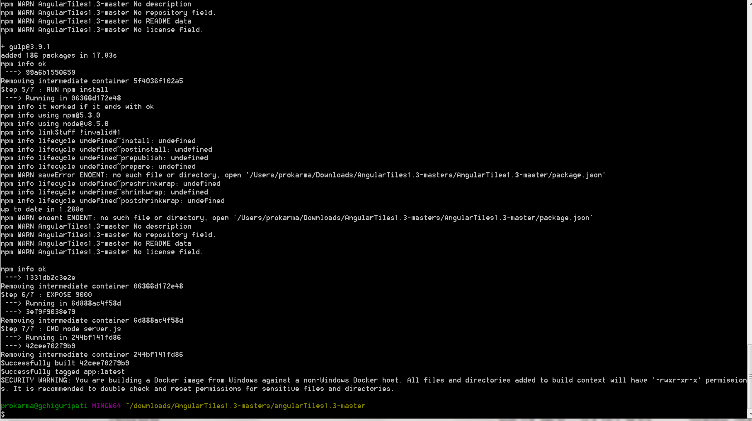 npm WARN AngularTiles1.3-master No description
npm WARN AngularTiles1.3-master No repository field.
npm WARN AngularTiles1.3-master No README data
npm WARN AngularTiles1.3-master No license field.
+ gulp@3.9.1
added 186 packages in 17.03s
npm info ok
---> 99a6b1550659
Removing intermediate container 5f4036f102a5
Step 5/7 : RUN npm install
---> Running in 06366d172e48
npm info it worked if it ends with ok
npm info using npm@5.3.0
npm info using node@v8.5.0
npm info linkStuff !invalid#1
npm info lifecycle undefined~install: undefined
npm info lifecycle undefined~postinstall: undefined
npm info lifecycle undefined~prepublish: undefined
npm info lifecycle undefined~prepare: undefined
npm WARN saveError ENOENT: no such file or directory, open '/Users/prokarma/Downloads/AngularTiles1.3-masters/AngularTiles1.3-master/package.json'
npm info lifecycle undefined~preshrinkwrap: undefined
npm info lifecycle undefined~shrinkwrap: undefined
npm info lifecycle undefined~postshrinkwrap: undefined
up to date in 1.208s
npm WARN enoent ENOENT: no such file or directory, open '/Users/prokarma/Downloads/AngularTiles1.3-masters/AngularTiles1.3-master/package.json'
npm WARN AngularTiles1.3-master No description
npm WARN AngularTiles1.3-master No repository field.
npm WARN AngularTiles1.3-master No README data
npm WARN AngularTiles1.3-master No license field.
npm info ok
---> 1331db2c3e2e
Removing intermediate container 06366d172e48
Step 6/7 : EXPOSE 9000
---> Running in 6d888ac4f58d
---> 3e79f9038e79
Removing intermediate container 6d888ac4f58d
Step 7/7 : CMD node server.js
---> Running in 244bf141fd86
---> 42cee70279b9
Removing intermediate container 244bf141fd86
Successfully built 42cee70279b9
Successfully tagged app:latest
SECURITY WARNING: You are building a Docker image from Windows against a non-Windows Docker host. All files and directories added to build context will have '-rwxr-xr-x' permission
s. It is recommended to double check and reset permissions for sensitive files and directories.
prokarma@gchiguripati MINGW64 ~/downloads/AngularTiles1.3-masters/angularTiles1.3-master
$